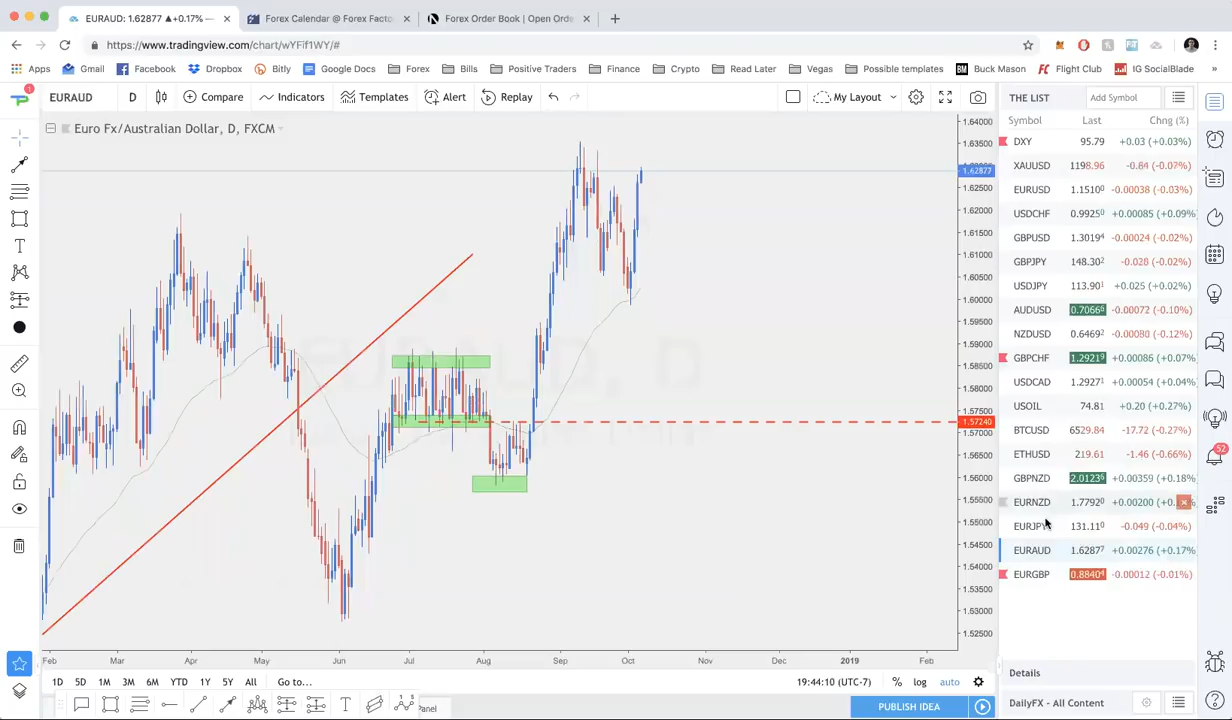 EURAUD: 1.62877 ▲+0.17%
Forex Calendar @ Forex Facto
Forex Order Book | Open Ord
https://www.tradingview.com/chart/wYFif1WY/#
Apps Gmail Facebook Dropbox Bitly Google Docs Forex Bills Positive Traders Finance Crypto Read Later Vegas Possible templates BM Buck Mason Flight Club IG SocialBlade »
EURAUD D Compare Indicators Templates Alert Replay My Layout
Euro Fx/Australian Dollar, D, FXCM
EURAUD, D
1.64000
1.63500
1.62877
1.62500
1.62000
1.61500
1.61000
1.60500
1.60000
1.59500
1.59000
1.58500
1.58000
1.57500
1.57240
1.57000
1.56500
1.56000
1.55500
1.55000
1.54500
1.54000
1.53500
1.53000
1.52500
Feb Mar Apr May Jun Jul Aug Sep Oct Nov Dec 2019 Feb
1D 5D 1M 3M 6M YTD 1Y 5Y All Go to...
19:44:10 (UTC-7) % log auto
Panel
PUBLISH IDEA
THE LIST Add Symbol
Symbol Last Chng (%)
DXY 95.79 +0.03 (+0.03%)
XAUUSD 1198.96 -0.84 (-0.07%)
EURUSD 1.15100 -0.00038 (-0.03%)
USDCHF 0.99250 +0.00085 (+0.09%)
GBPUSD 1.30194 -0.00024 (-0.02%)
GBPJPY 148.302 -0.028 (-0.02%)
USDJPY 113.901 +0.025 (+0.02%)
AUDUSD 0.70666 -0.00072 (-0.10%)
NZDUSD 0.64692 -0.00080 (-0.12%)
GBPCHF 1.29219 +0.00086 (+0.07%)
USDCAD 1.29271 +0.00054 (+0.04%)
USOIL 74.81 +0.20 (+0.27%)
BTCUSD 6529.84 -17.72 (-0.27%)
ETHUSD 219.61 -1.46 (-0.66%)
GBPNZD 2.01236 +0.00359 (+0.18%)
EURNZD 1.77920 +0.00200 (+0.
EURJPY 131.110 -0.049 (-0.04%)
EURAUD 1.62877 +0.00276 (+0.17%)
EURGBP 0.88404 -0.00012 (-0.01%)
Details
DailyFX - All Content
1
52